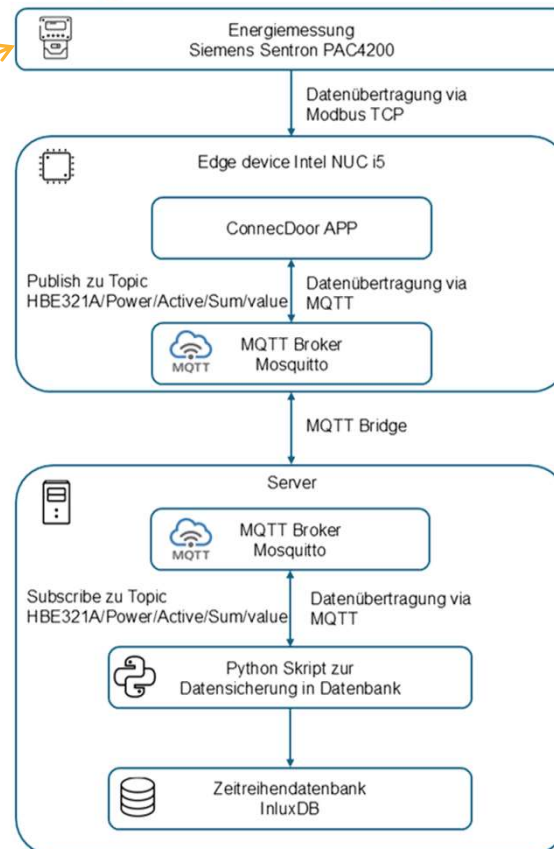 Energiemessung
Siemens Sentron PAC4200
Datenübertragung via
Modbus TCP
Edge device Intel NUC i5
ConnecDoor APP
Publish zu Topic
HBE321A/Power/Active/Sum/value
Datenübertragung via
MQTT
MQTT
MQTT Broker
Mosquitto
MQTT Bridge
Server
MQTT
MQTT Broker
Mosquitto
Subscribe zu Topic
HBE321A/Power/Active/Sum/value
Datenübertragung via
MQTT
Python Skript zur
Datensicherung in Datenbank
Zeitreihendatenbank
InluxDB